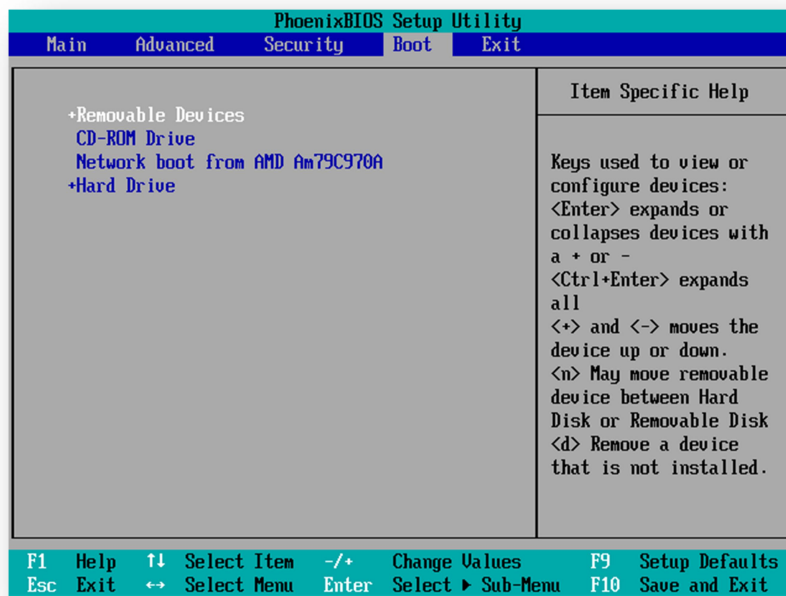 PhoenixBIOS Setup Utility
Main Advanced Security Boot Exit
+Removable Devices
CD-ROM Drive
Network boot from AMD Am79C970A
+Hard Drive
Item Specific Help
Keys used to view or
configure devices:
<Enter> expands or
collapses devices with
a + or -
<Ctrl+Enter> expands
all
<+> and <-> moves the
device up or down.
<n> May move removable
device between Hard
Disk or Removable Disk
<d> Remove a device
that is not installed.
F1 Help ↑↓ Select Item -/+ Change Values F9 Setup Defaults
Esc Exit ↔ Select Menu Enter Select ▶ Sub-Menu F10 Save and Exit